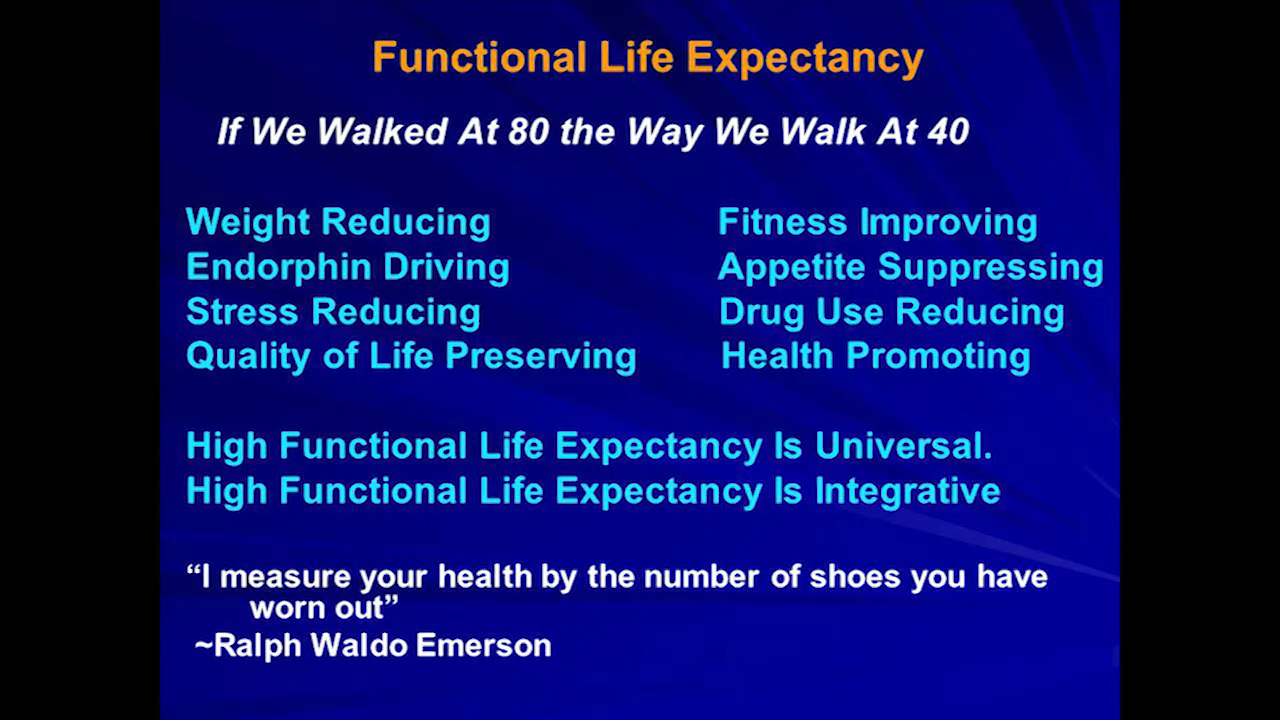 Functional Life Expectancy
If We Walked At 80 the Way We Walk At 40
Weight Reducing Fitness Improving
Endorphin Driving Appetite Suppressing
Stress Reducing Drug Use Reducing
Quality of Life Preserving Health Promoting
High Functional Life Expectancy Is Universal.
High Functional Life Expectancy Is Integrative
“I measure your health by the number of shoes you have
worn out”
~Ralph Waldo Emerson